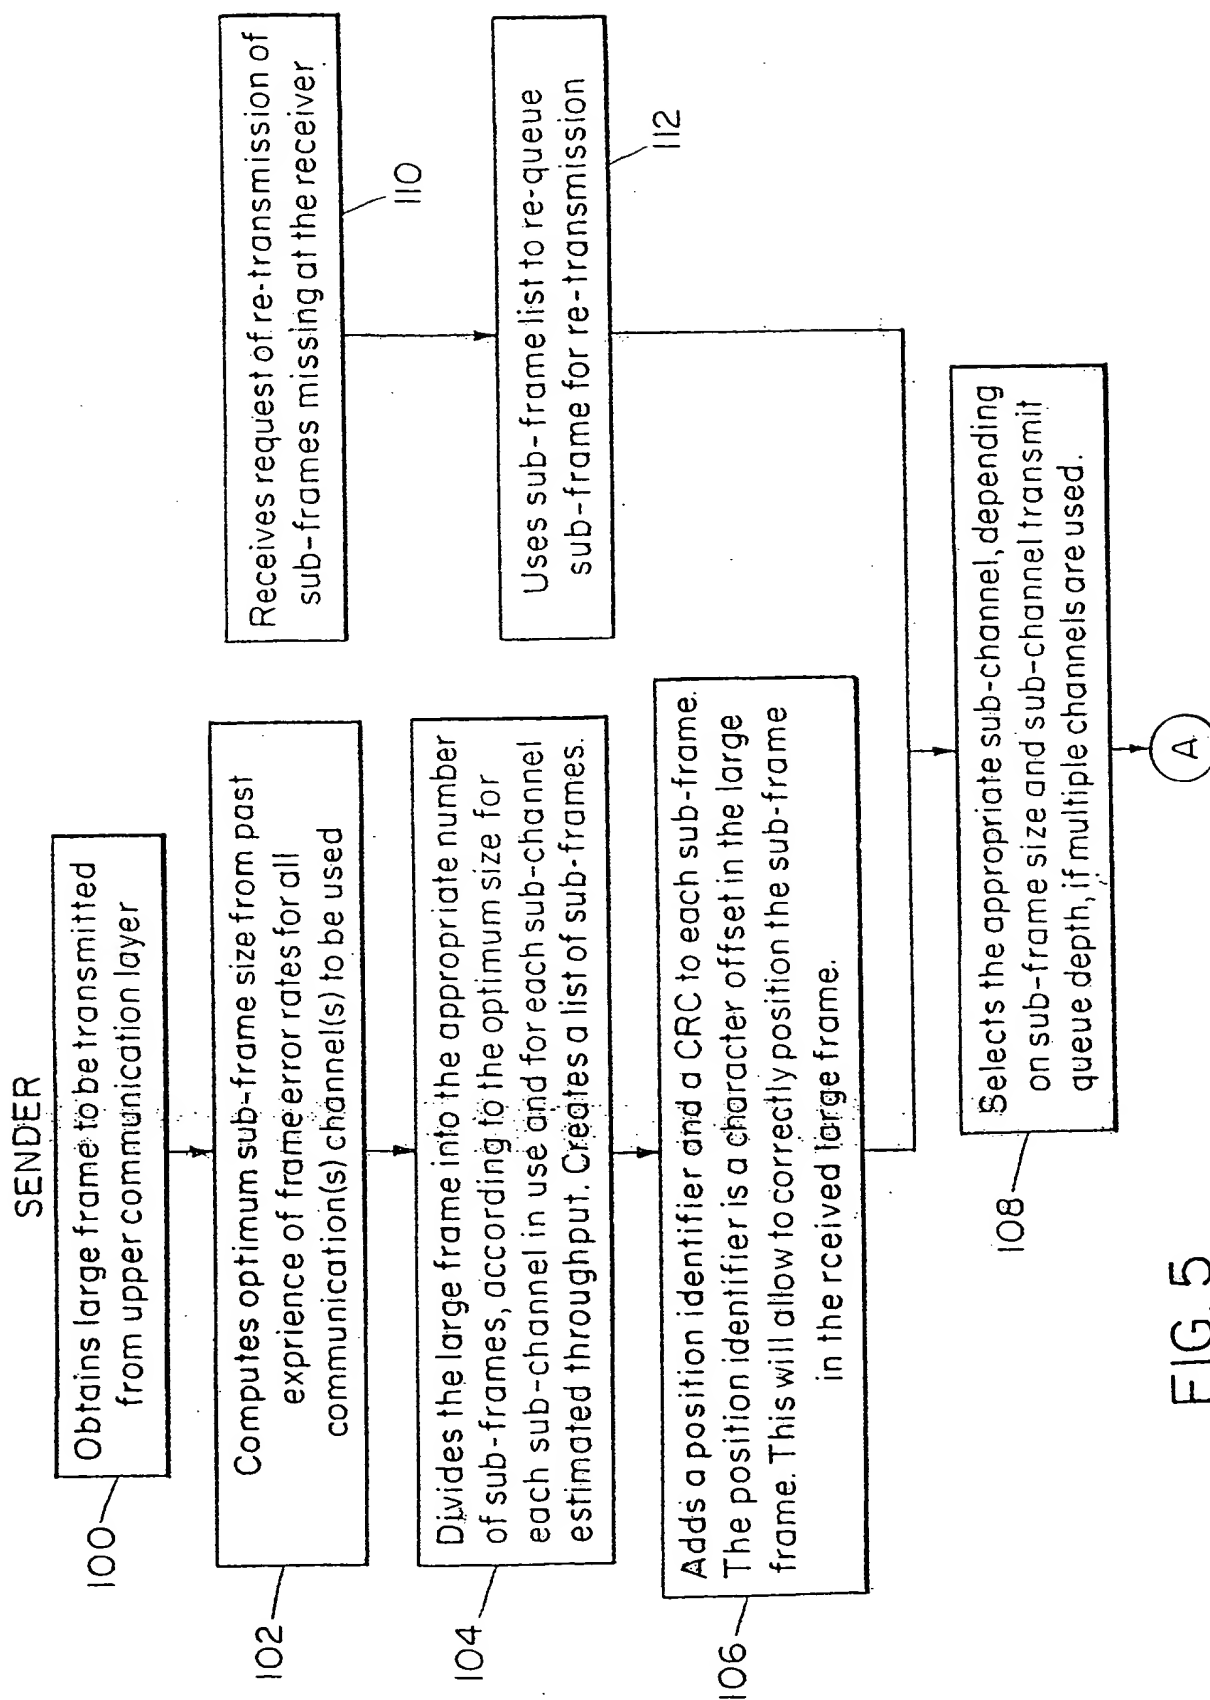 SENDER
Obtains large frame to be transmitted
from upper communication layer
100
Computes optimum sub-frame size from past
exprience of frame error rates for all
communication(s) channel(s) to be used
102
Divides the large frame into the appropriate number
of sub-frames, according to the optimum size for
each sub-channel in use and for each sub-channel
estimated throughput. Creates a list of sub-frames.
104
Adds a position identifier and a CRC to each sub-frame.
The position identifier is a character offset in the large
frame. This will allow to correctly position the sub-frame
in the rceived large frame.
106
Receives request of re-transmission of
sub-frames missing at the receiver
110
Uses sub-frame list to re-queue
sub-frame for re-transmission
112
Selects the appropriate sub-channel, depending
on sub-frame size and sub-channel transmit
queue depth, if multiple channels are used.
108
A
FIG. 5